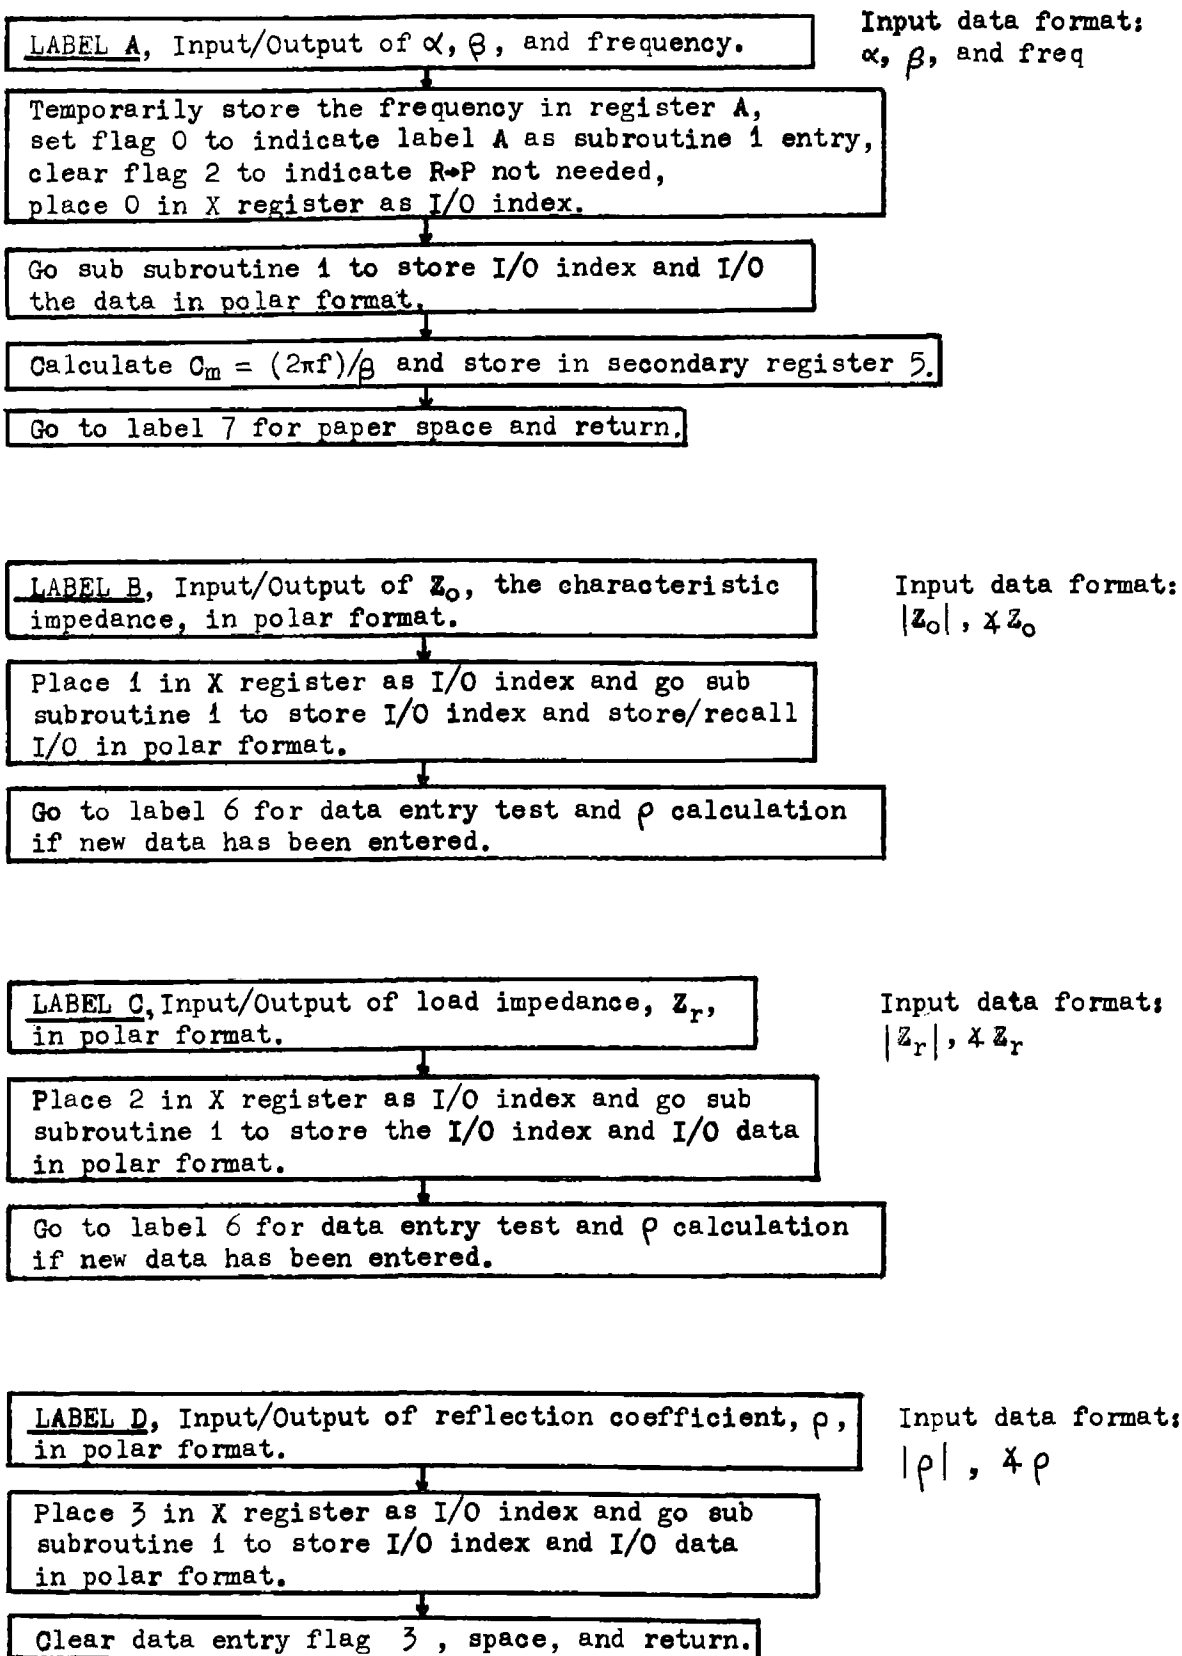 LABEL A, Input/Output of α, β, and frequency.
Input data format:
α, β, and freq
Temporarily store the frequency in register A,
set flag 0 to indicate label A as subroutine 1 entry,
clear flag 2 to indicate R→P not needed,
place 0 in X register as I/O index.
Go sub subroutine 1 to store I/O index and I/O
the data in polar format.
Calculate Cₘ = (2πf)/β and store in secondary register 5.
Go to label 7 for paper space and return.
LABEL B, Input/Output of Zₒ, the characteristic
impedance, in polar format.
Input data format:
|Zₒ|, ∡Zₒ
Place 1 in X register as I/O index and go sub
subroutine 1 to store I/O index and store/recall
I/O in polar format.
Go to label 6 for data entry test and ρ calculation
if new data has been entered.
LABEL C, Input/Output of load impedance, Zᵣ,
in polar format.
Input data format:
|Zᵣ|, ∡Zᵣ
Place 2 in X register as I/O index and go sub
subroutine 1 to store the I/O index and I/O data
in polar format.
Go to label 6 for data entry test and ρ calculation
if new data has been entered.
LABEL D, Input/Output of reflection coefficient, ρ,
in polar format.
Input data format:
|ρ|, ∡ρ
Place 3 in X register as I/O index and go sub
subroutine 1 to store I/O index and I/O data
in polar format.
Clear data entry flag 3 , space, and return.